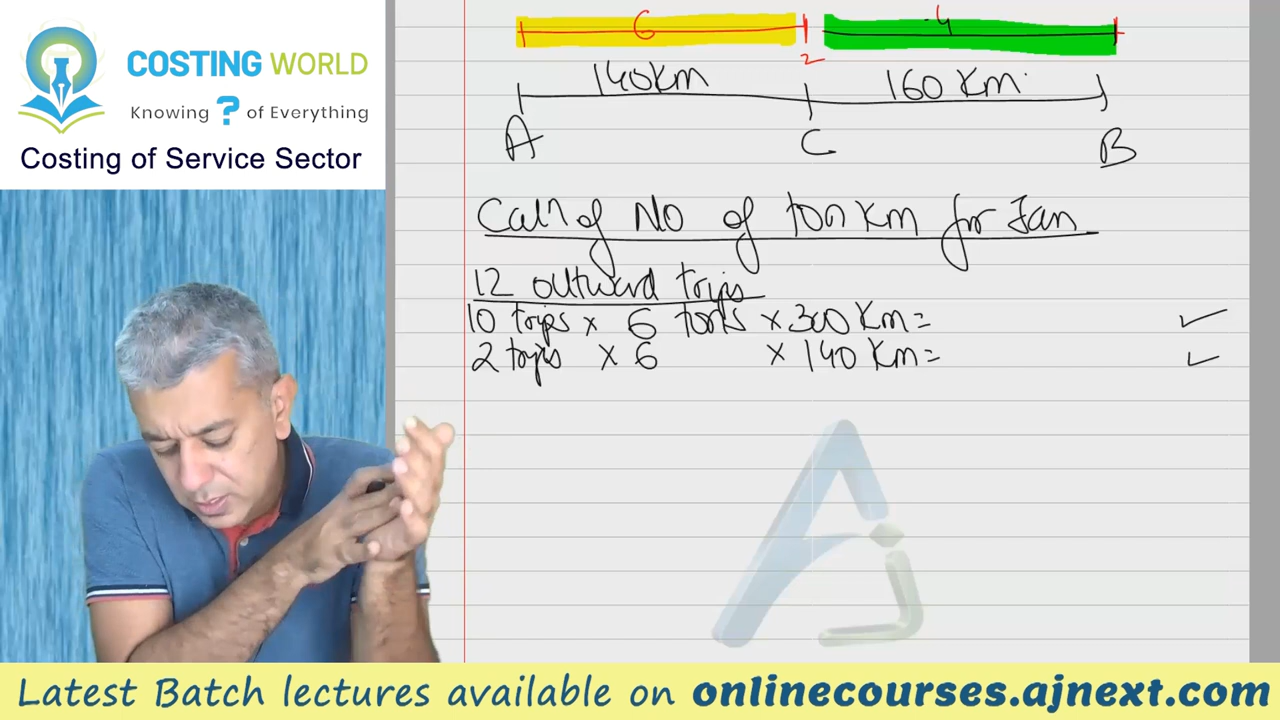 COSTING WORLD
Knowing ? of Everything
Costing of Service Sector
6 4
2
140km 160 Km
A C B
Caln of No of ton Km for Jan
12 outward trips
10 trips x 6 tons x 300 Km =
2 trips x 6 x 140 Km =
Latest Batch lectures available on onlinecourses.ajnext.com